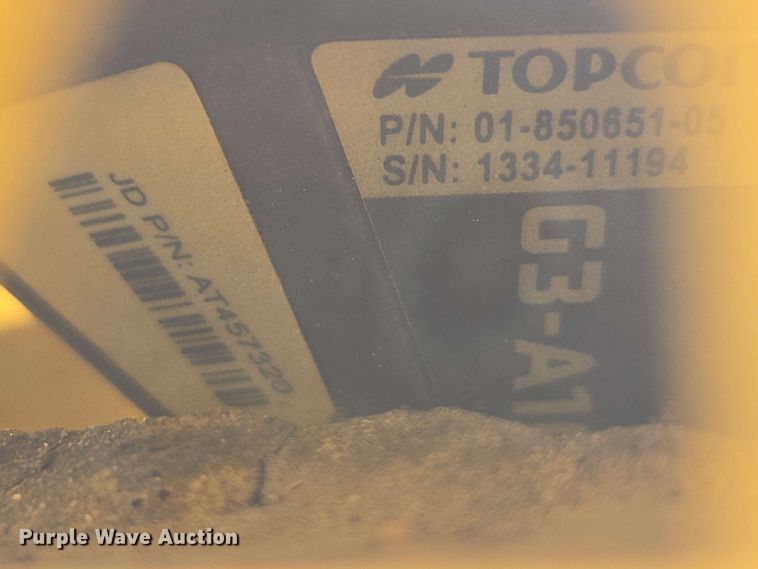 TOPCO
P/N: 01-850651-05
S/N: 1334-11194
JD P/N: AT457320
G3-A1
Purple Wave Auction